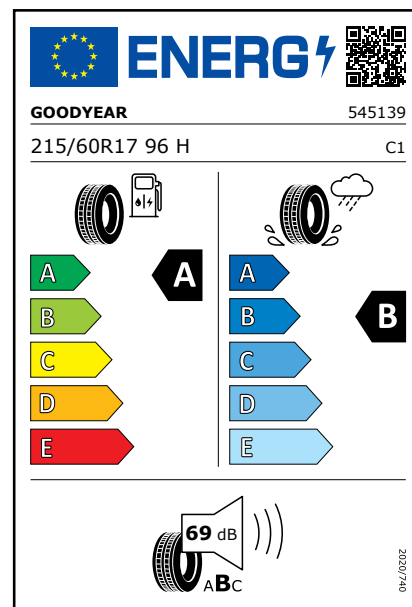 ENERG
GOODYEAR 545139
215/60R17 96 H C1
A A A
B B B
C C
D D
E E
69 dB
ABC
2020/740